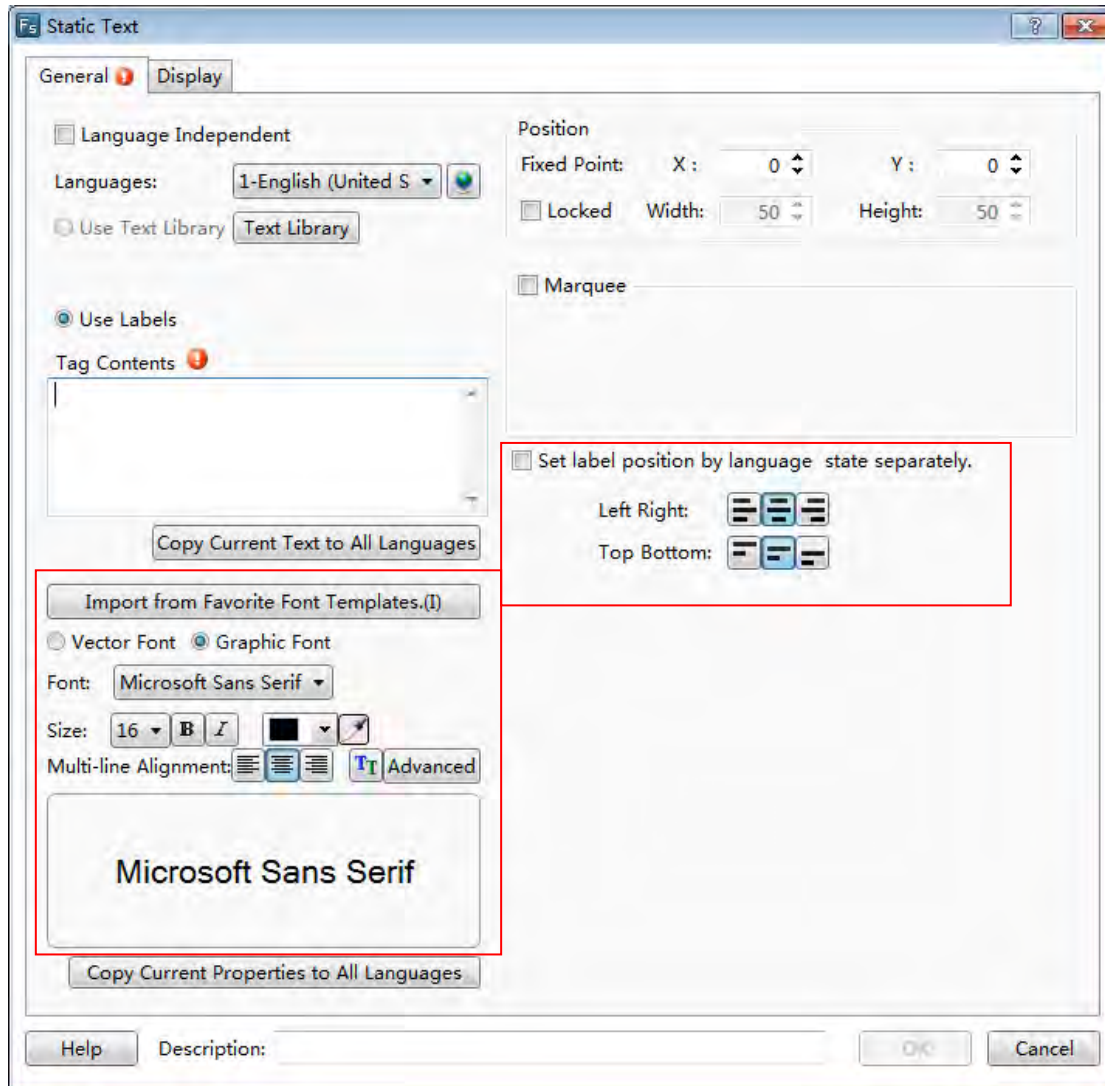 Fs Static Text
General Display
Language Independent
Languages: 1-English (United S
Use Text Library Text Library
Use Labels
Tag Contents
Copy Current Text to All Languages
Import from Favorite Font Templates.(I)
Vector Font Graphic Font
Font: Microsoft Sans Serif
Size: 16 B I
Multi-line Alignment: TT Advanced
Microsoft Sans Serif
Copy Current Properties to All Languages
Position
Fixed Point: X : 0 Y : 0
Locked Width: 50 Height: 50
Marquee
Set label position by language state separately.
Left Right:
Top Bottom:
Help Description: OK Cancel